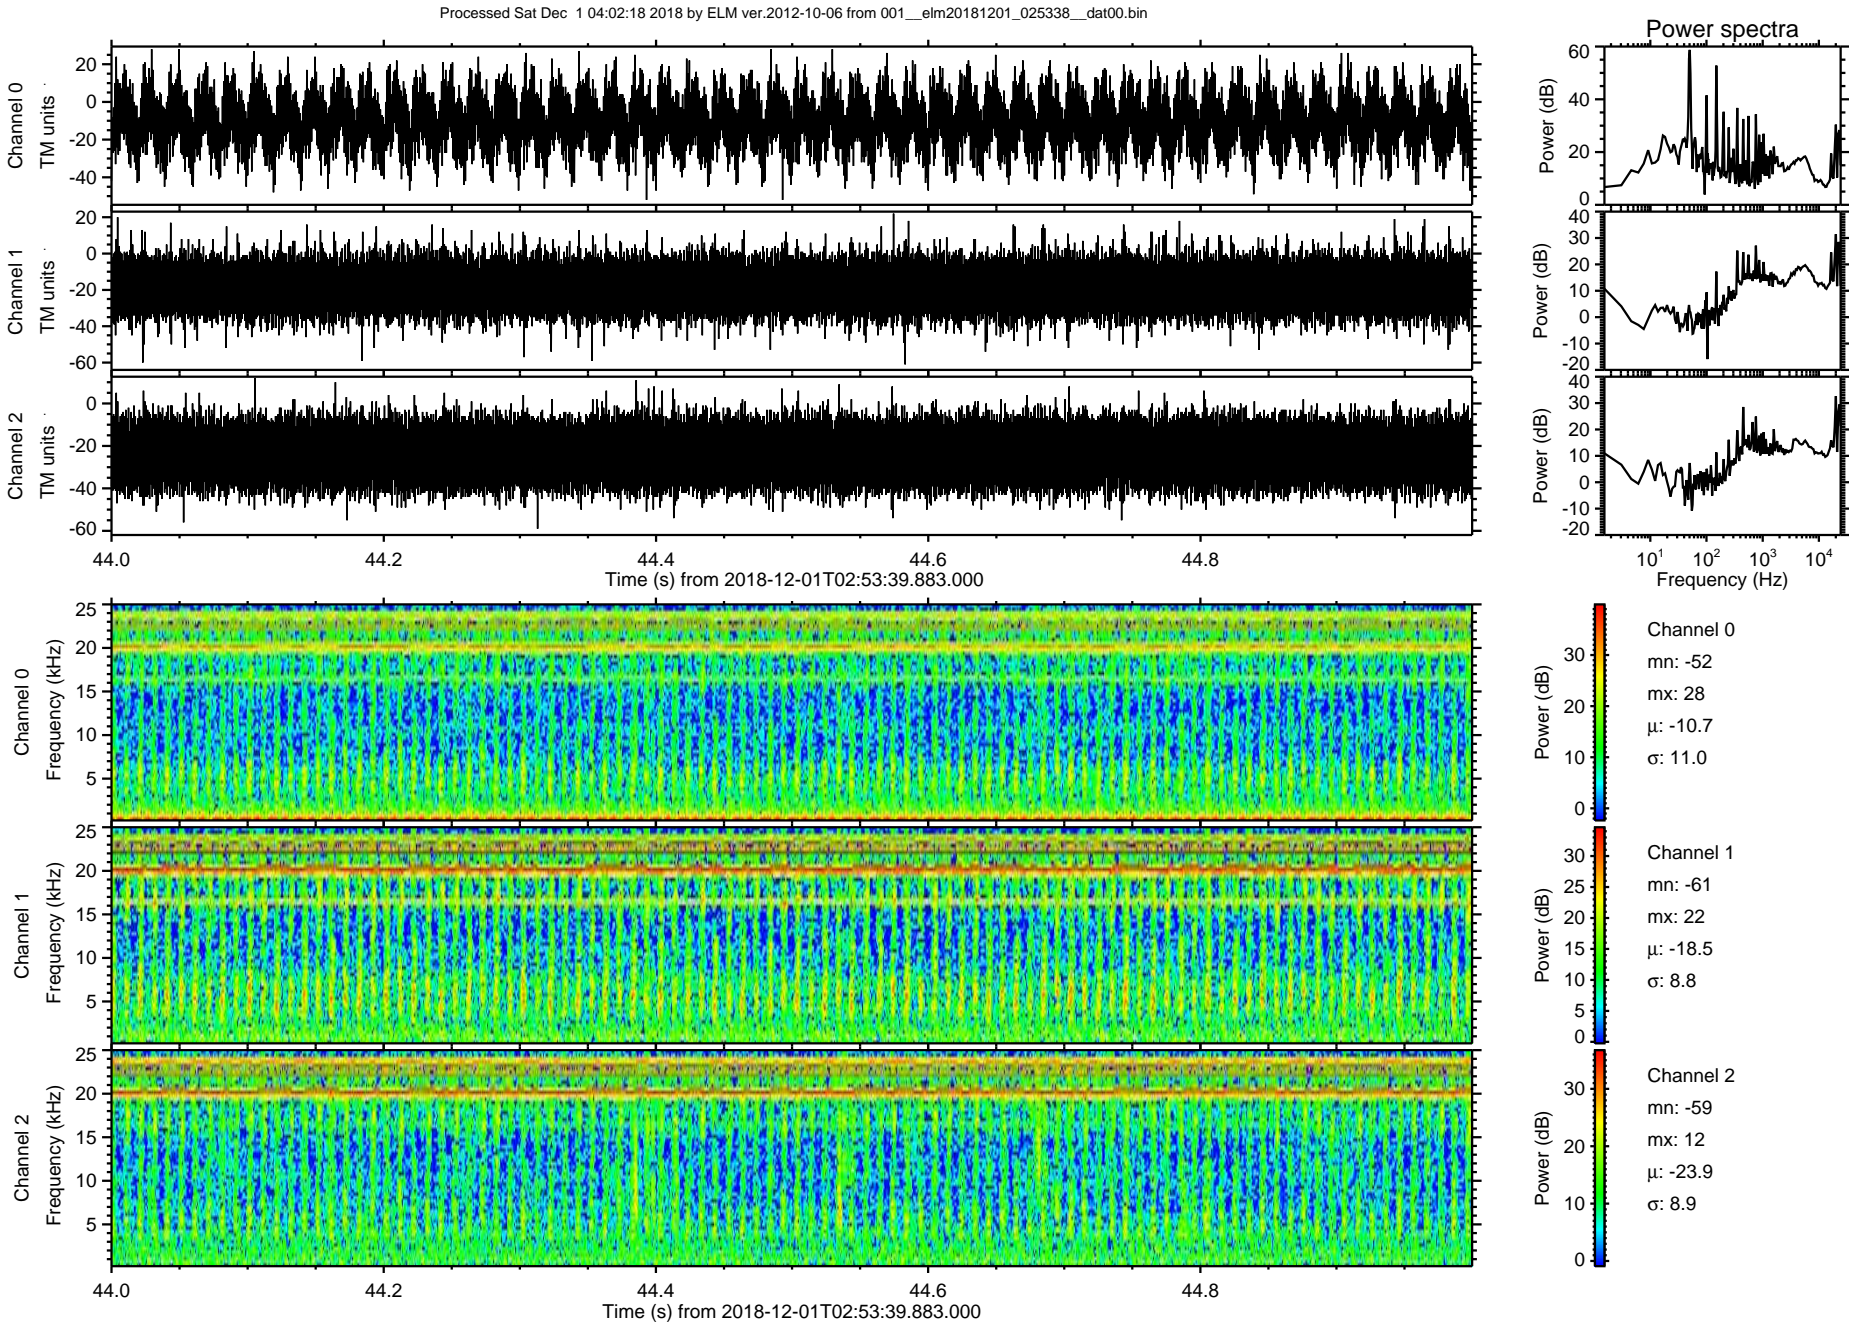 Processed Sat Dec  1 04:02:18 2018 by ELM ver.2012-10-06 from 001__elm20181201_025338__dat00.bin
Power spectra
Channel 0
TM units
20
0
-20
-40
Power (dB)
60
40
20
0
Channel 1
TM units
20
0
-20
-40
-60
Power (dB)
40
30
20
10
0
-10
-20
Channel 2
TM units
0
-20
-40
-60
Power (dB)
40
30
20
10
0
-10
-20
44.0 44.2 44.4 44.6 44.8
Time (s) from 2018-12-01T02:53:39.883.000
10^1 10^2 10^3 10^4
Frequency (Hz)
Channel 0
Frequency (kHz)
25
20
15
10
5
Power (dB)
30
20
10
0
Channel 0
mn: -52
mx: 28
μ: -10.7
σ: 11.0
Channel 1
Frequency (kHz)
25
20
15
10
5
Power (dB)
30
25
20
15
10
5
0
Channel 1
mn: -61
mx: 22
μ: -18.5
σ: 8.8
Channel 2
Frequency (kHz)
25
20
15
10
5
Power (dB)
30
20
10
0
Channel 2
mn: -59
mx: 12
μ: -23.9
σ: 8.9
44.0 44.2 44.4 44.6 44.8
Time (s) from 2018-12-01T02:53:39.883.000